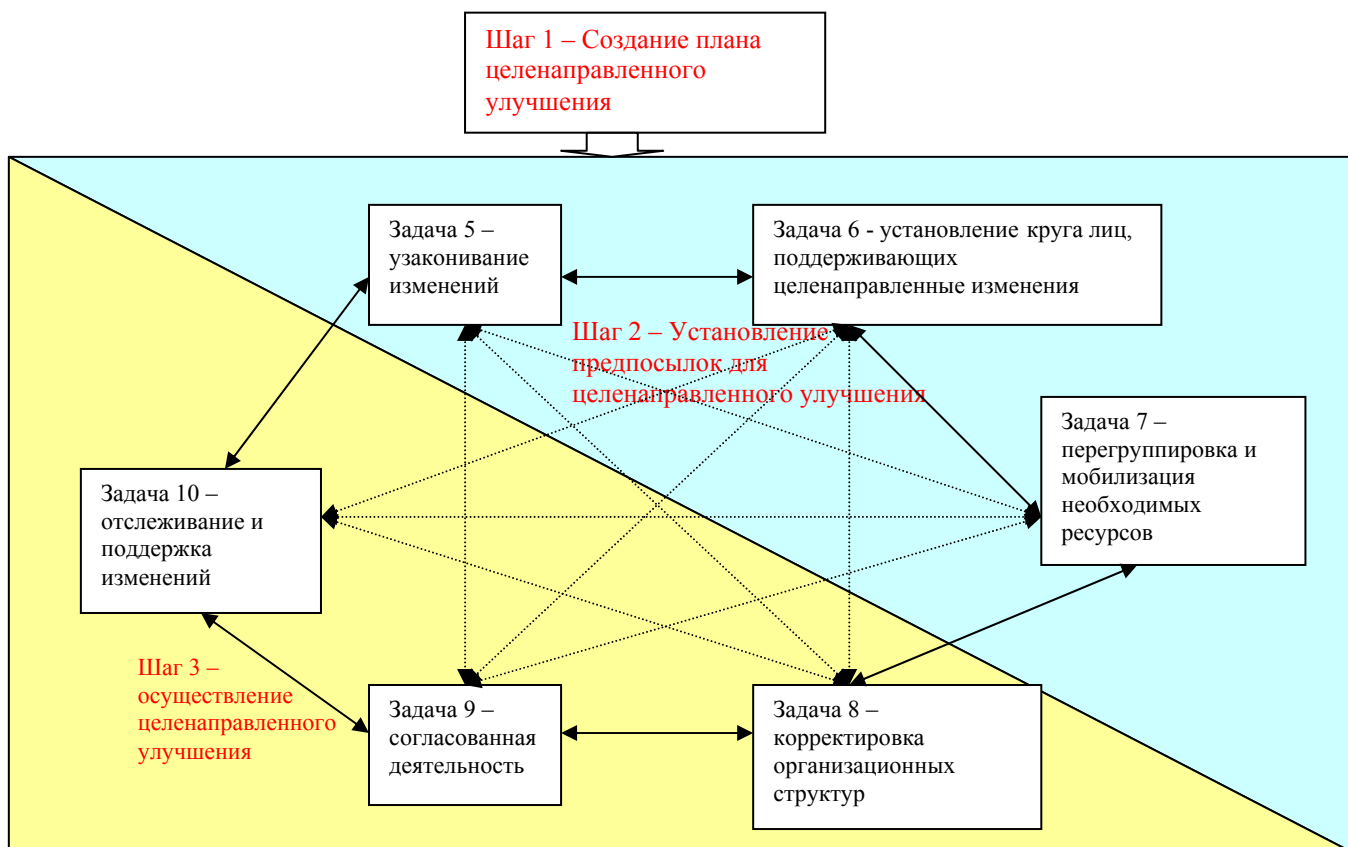 Шаг 1 – Создание плана
целенаправленного
улучшения
Задача 5 –
узаконивание
изменений
Задача 6 - установление круга лиц,
поддерживающих
целенаправленные изменения
Шаг 2 – Установление
предпосылок для
целенаправленного улучшения
Задача 7 –
перегруппировка и
мобилизация
необходимых
ресурсов
Задача 10 –
отслеживание и
поддержка
изменений
Шаг 3 –
осуществление
целенаправленного
улучшения
Задача 9 –
согласованная
деятельность
Задача 8 –
корректировка
организационных
структур